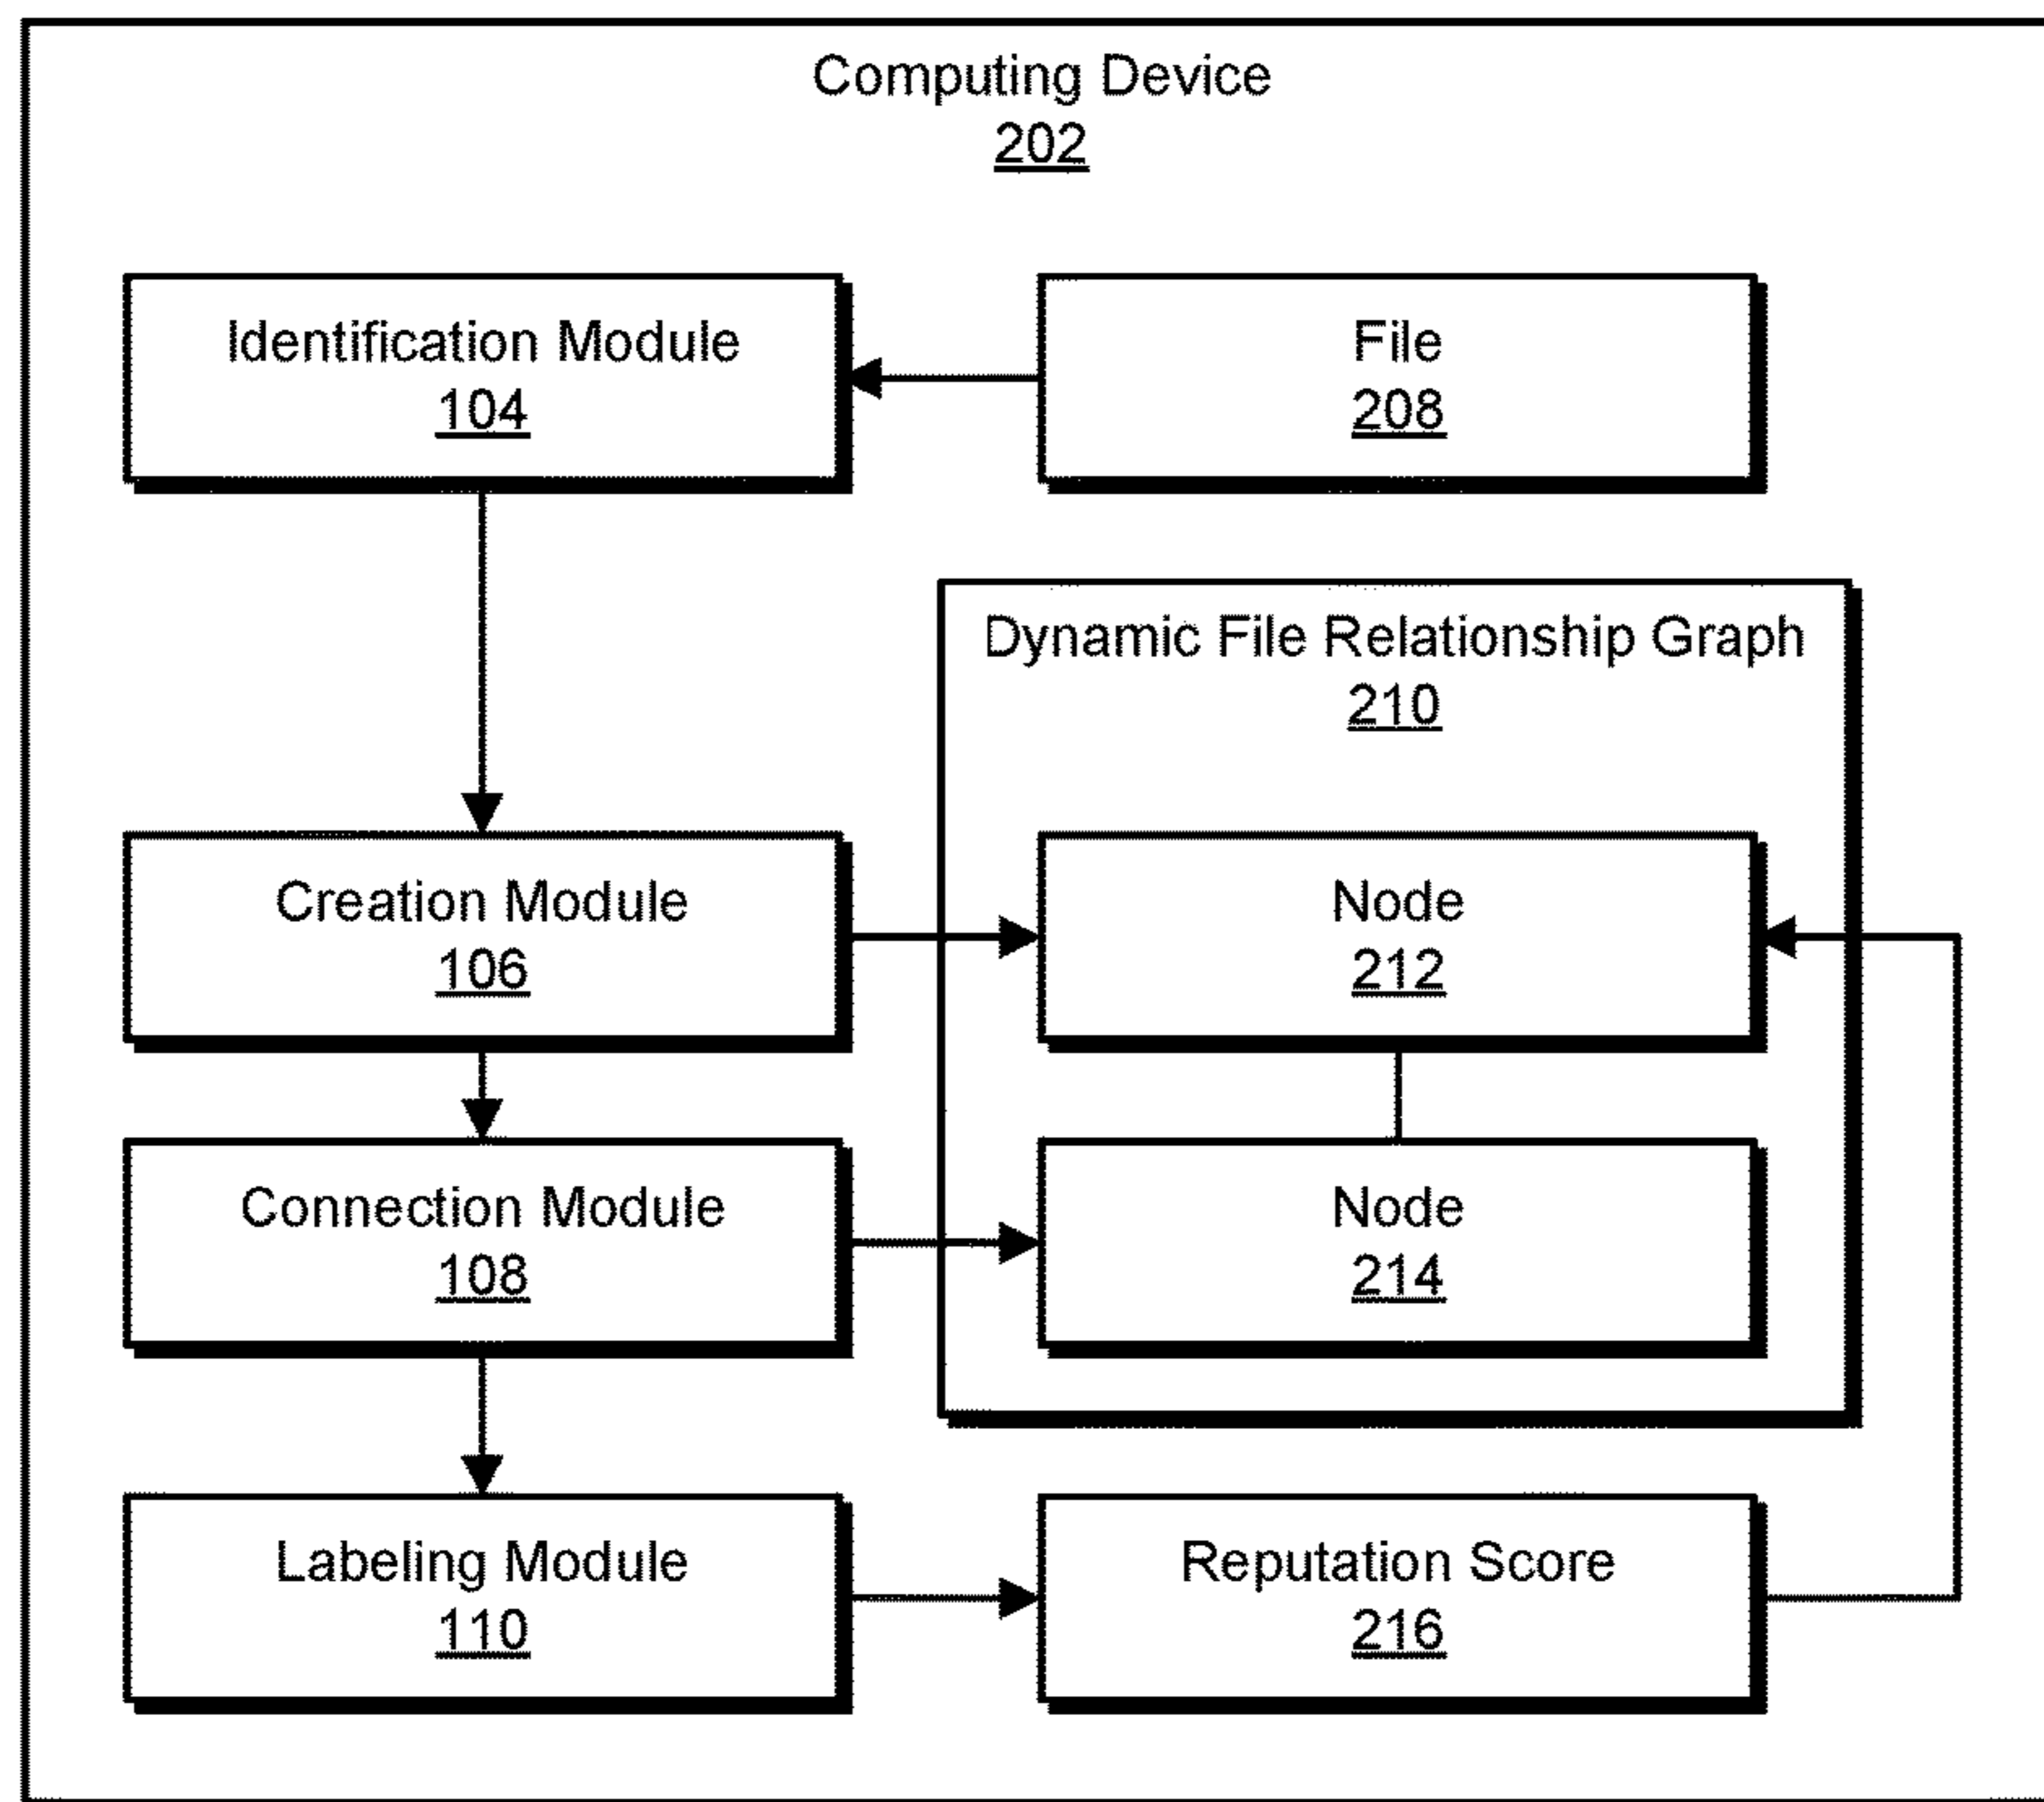 Computing Device
202
Identification Module
104
File
208
Dynamic File Relationship Graph
210
Creation Module
106
Node
212
Connection Module
108
Node
214
Labeling Module
110
Reputation Score
216